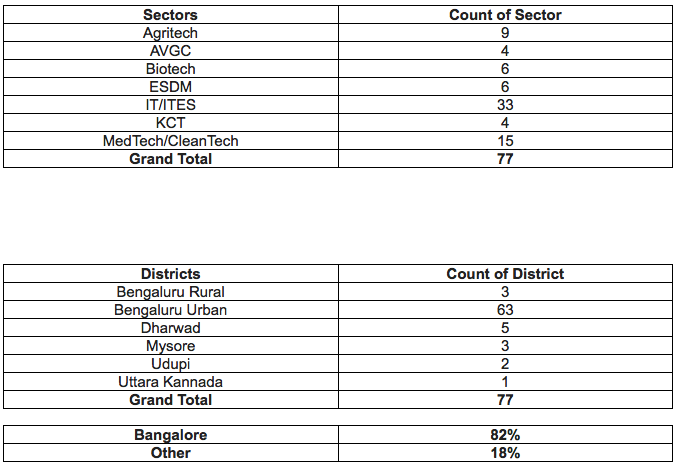 Sectors Count of Sector
Agritech 9
AVGC 4
Biotech 6
ESDM 6
IT/ITES 33
KCT 4
MedTech/CleanTech 15
Grand Total 77
Districts Count of District
Bengaluru Rural 3
Bengaluru Urban 63
Dharwad 5
Mysore 3
Udupi 2
Uttara Kannada 1
Grand Total 77
Bangalore 82%
Other 18%